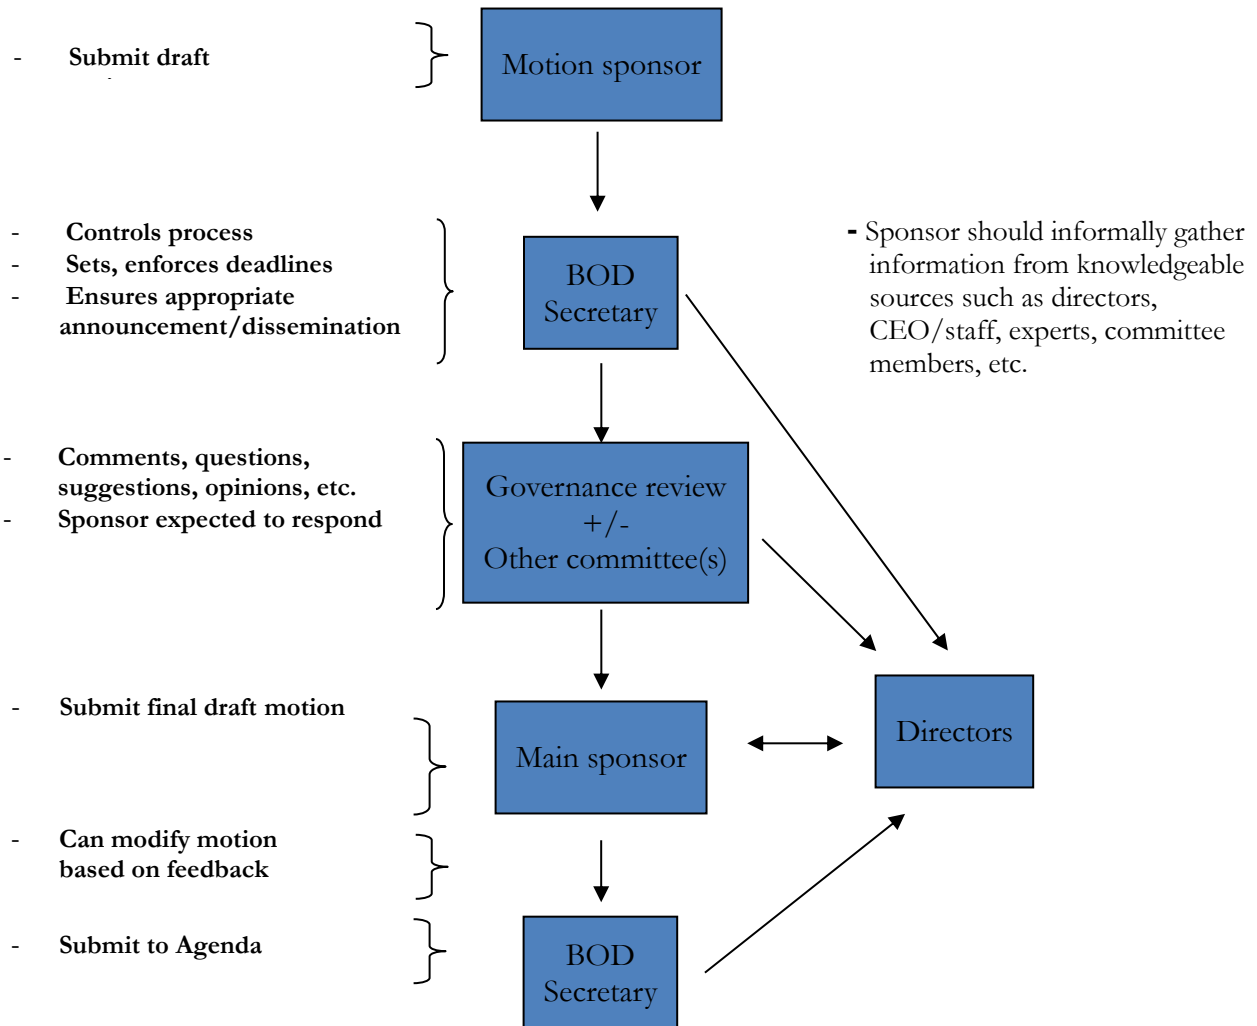 - Submit draft
Motion sponsor
- Controls process
- Sets, enforces deadlines
- Ensures appropriate
announcement/dissemination
BOD
Secretary
- Sponsor should informally gather
information from knowledgeable
sources such as directors,
CEO/staff, experts, committee
members, etc.
- Comments, questions,
suggestions, opinions, etc.
- Sponsor expected to respond
Governance review
+/-
Other committee(s)
- Submit final draft motion
Main sponsor
Directors
- Can modify motion
based on feedback
- Submit to Agenda
BOD
Secretary